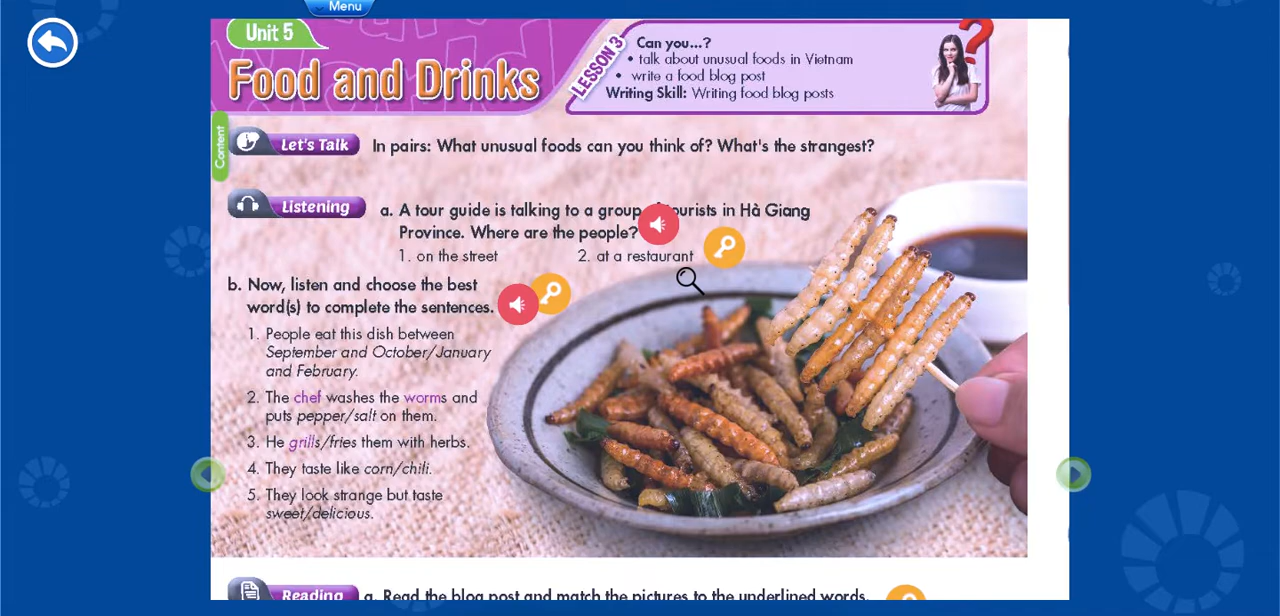 Menu
Unit 5
Food and Drinks
LESSON 3
Can you...?
• talk about unusual foods in Vietnam
• write a food blog post
Writing Skill: Writing food blog posts
Content
Let's Talk
In pairs: What unusual foods can you think of? What's the strangest?
Listening
a. A tour guide is talking to a group tourists in Hà Giang
Province. Where are the people?
1. on the street
2. at a restaurant
b. Now, listen and choose the best
word(s) to complete the sentences.
1. People eat this dish between
September and October/January
and February.
2. The chef washes the worms and
puts pepper/salt on them.
3. He grills/fries them with herbs.
4. They taste like corn/chili.
5. They look strange but taste
sweet/delicious.
Reading
a. Read the blog post and match the pictures to the underlined words.